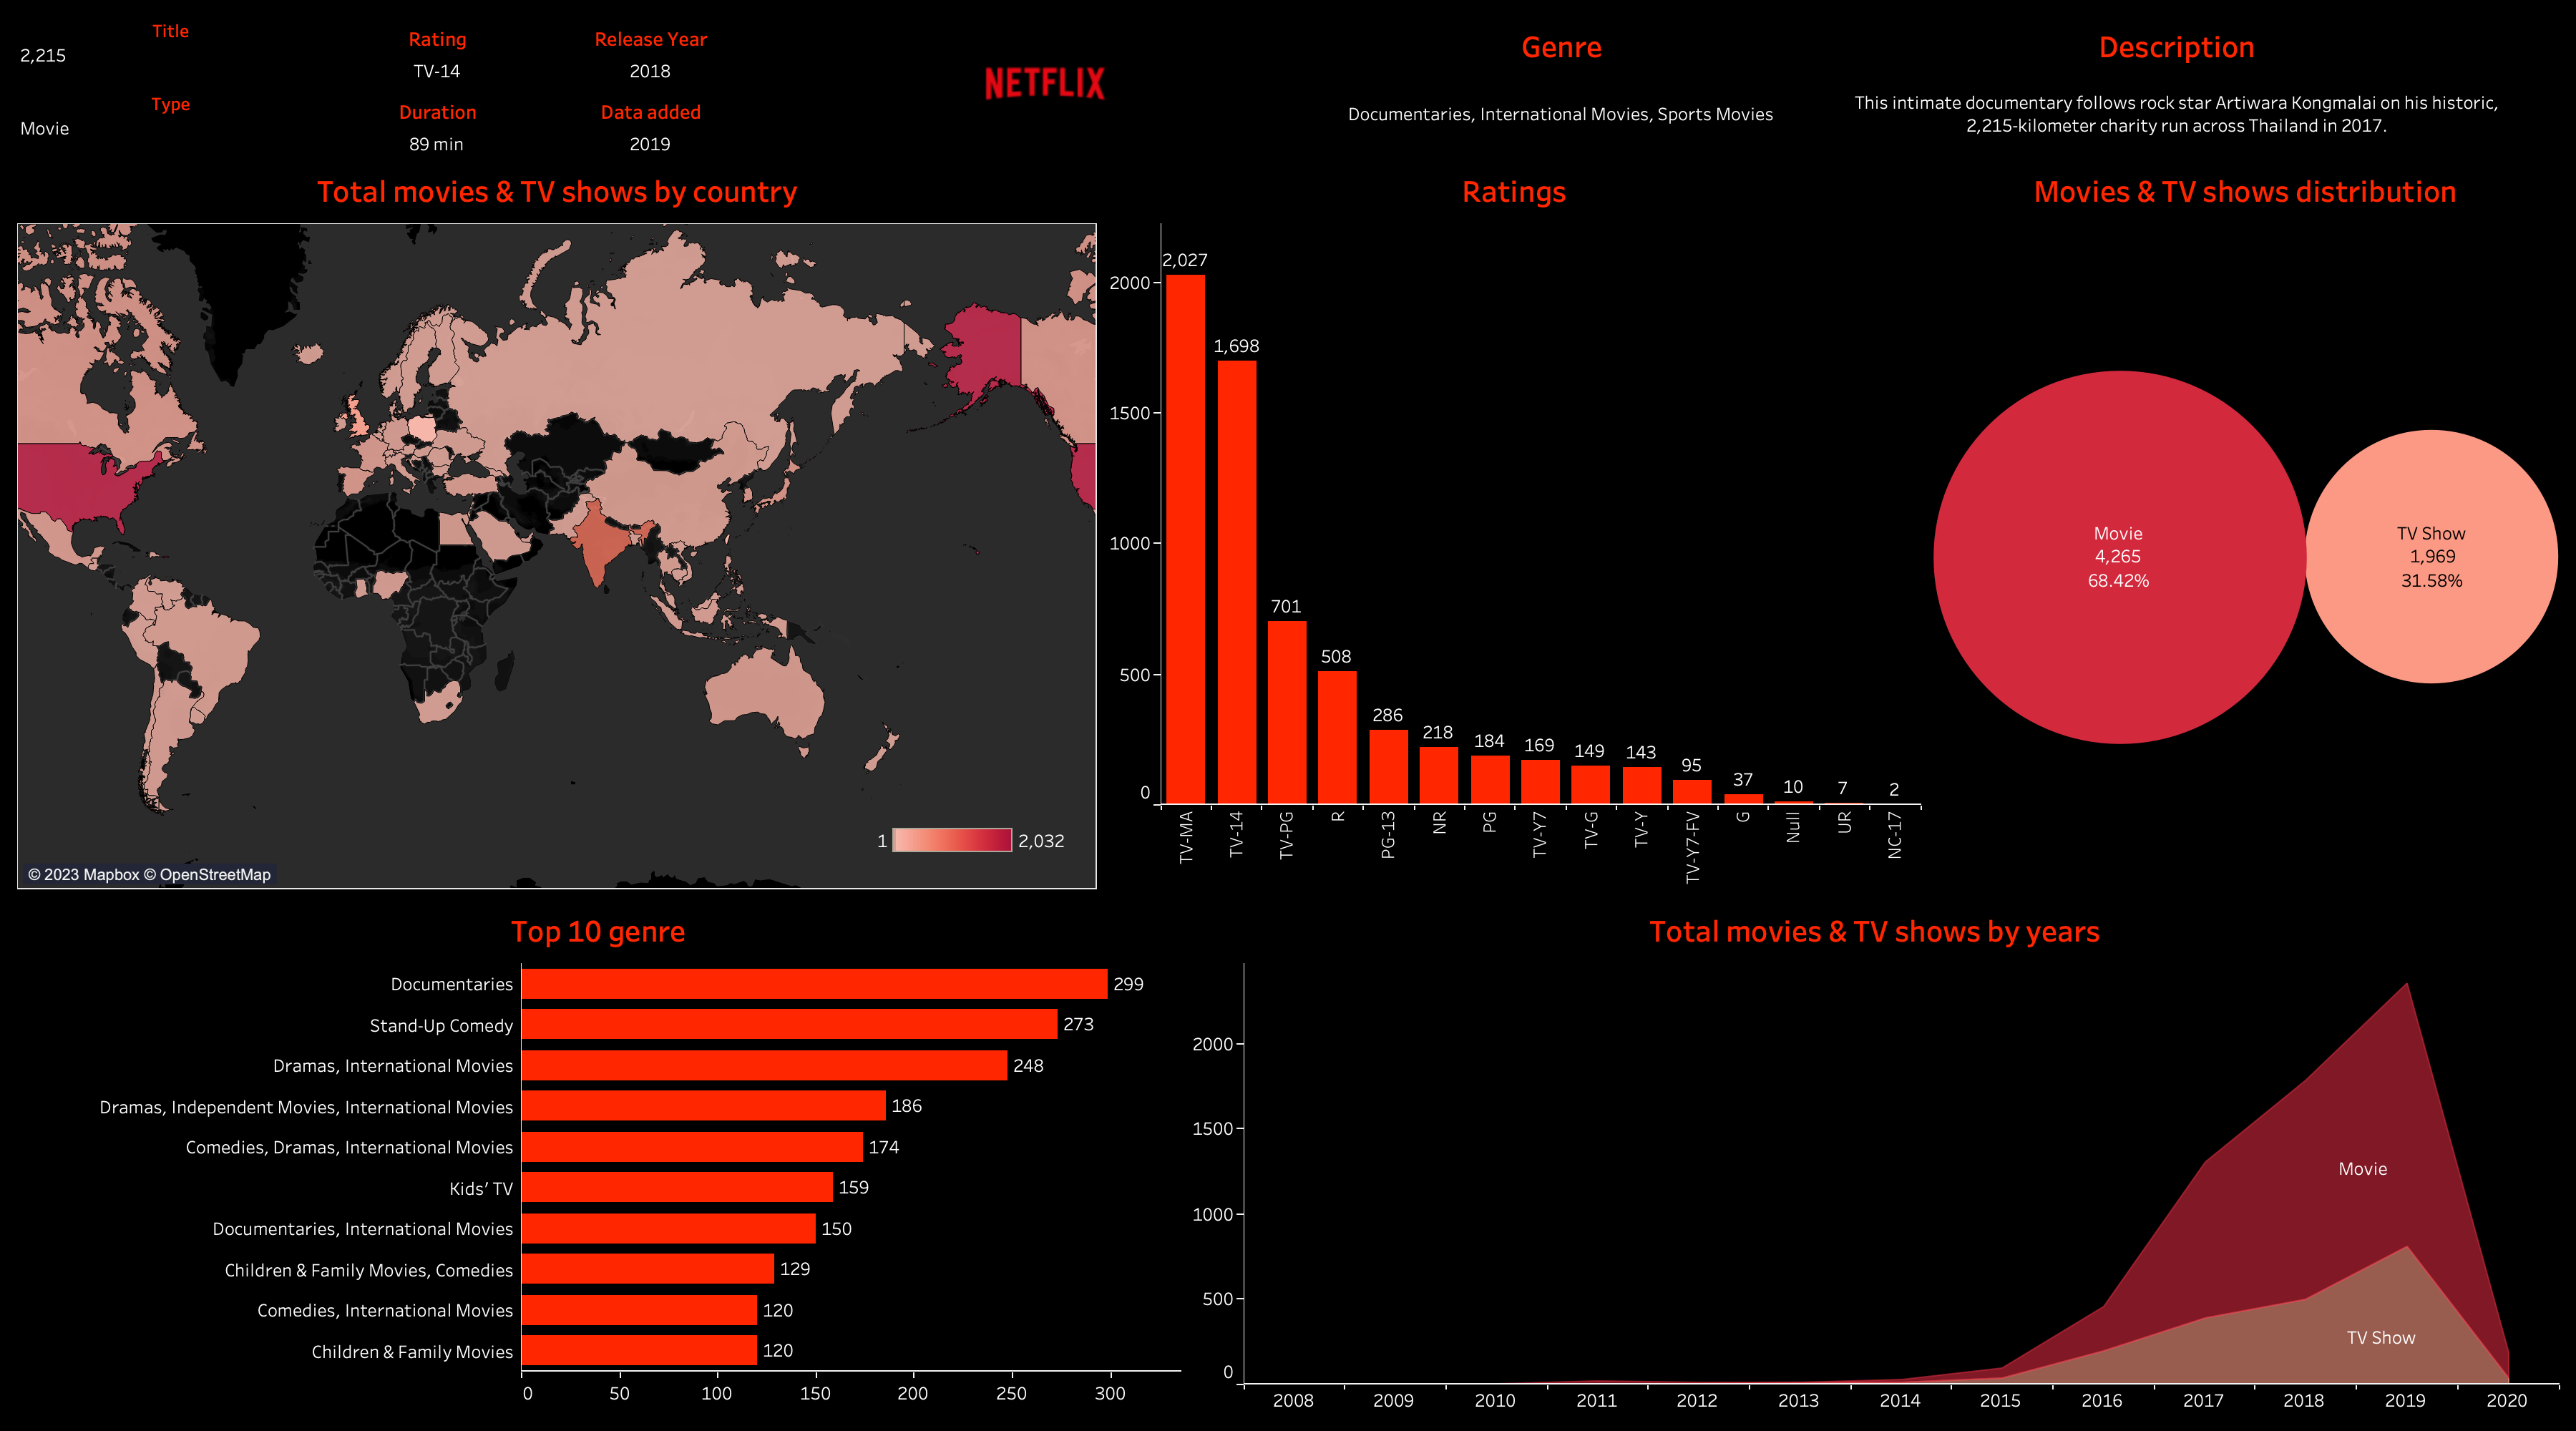 Title
2,215
Type
Movie
Rating
TV-14
Duration
89 min
Release Year
2018
Data added
2019
NETFLIX
Genre
Documentaries, International Movies, Sports Movies
Description
This intimate documentary follows rock star Artiwara Kongmalai on his historic,
2,215-kilometer charity run across Thailand in 2017.
Total movies & TV shows by country
1
2,032
© 2023 Mapbox © OpenStreetMap
Ratings
2000
1500
1000
500
0
2,027
1,698
701
508
286
218
184
169
149
143
95
37
10
7
2
TV-MA
TV-14
TV-PG
R
PG-13
NR
PG
TV-Y7
TV-G
TV-Y
TV-Y7-FV
G
Null
UR
NC-17
Movies & TV shows distribution
Movie
4,265
68.42%
TV Show
1,969
31.58%
Top 10 genre
Documentaries 299
Stand-Up Comedy 273
Dramas, International Movies 248
Dramas, Independent Movies, International Movies 186
Comedies, Dramas, International Movies 174
Kids’ TV 159
Documentaries, International Movies 150
Children & Family Movies, Comedies 129
Comedies, International Movies 120
Children & Family Movies 120
0 50 100 150 200 250 300
Total movies & TV shows by years
2000
1500
1000
500
0
Movie
TV Show
2008 2009 2010 2011 2012 2013 2014 2015 2016 2017 2018 2019 2020